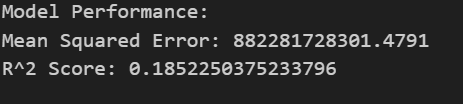 Model Performance:
Mean Squared Error: 882281728301.4791
R^2 Score: 0.1852250375233796